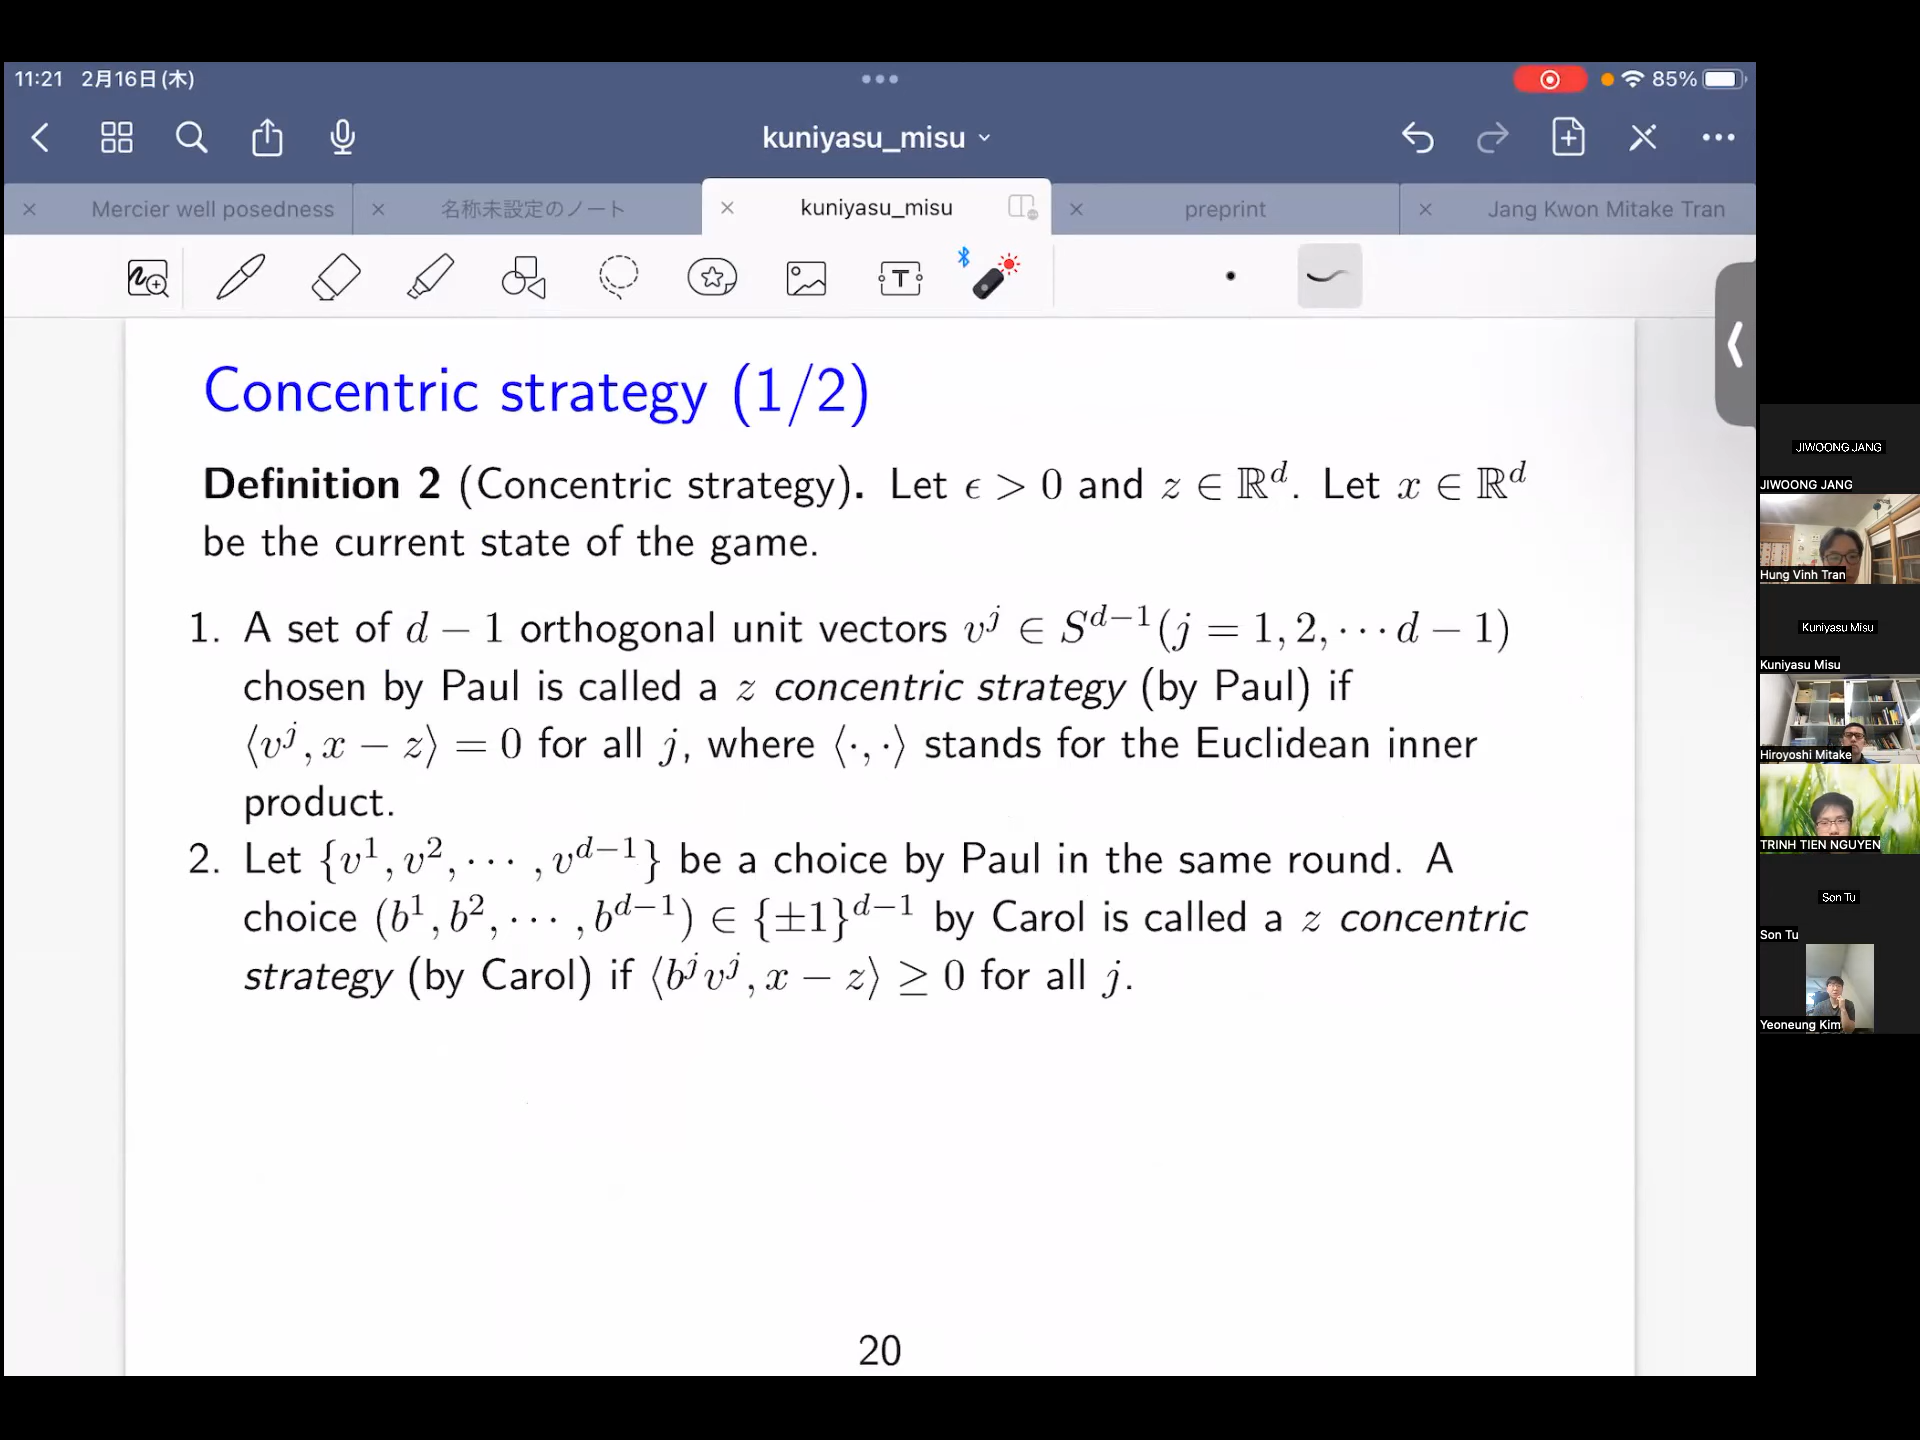 11:21 2月16日(木)
85%
kuniyasu_misu
Mercier well posedness
名称未設定のノート
kuniyasu_misu
preprint
Jang Kwon Mitake Tran
T
Concentric strategy (1/2)
Definition 2 (Concentric strategy). Let ϵ > 0 and z ∈ ℝ^d. Let x ∈ ℝ^d
be the current state of the game.
1. A set of d − 1 orthogonal unit vectors v^j ∈ S^{d−1}(j = 1, 2, ⋯ d − 1)
chosen by Paul is called a z concentric strategy (by Paul) if
⟨v^j, x − z⟩ = 0 for all j, where ⟨·, ·⟩ stands for the Euclidean inner
product.
2. Let {v^1, v^2, ⋯ , v^{d−1}} be a choice by Paul in the same round. A
choice (b^1, b^2, ⋯ , b^{d−1}) ∈ {±1}^{d−1} by Carol is called a z concentric
strategy (by Carol) if ⟨b^j v^j, x − z⟩ ≥ 0 for all j.
20
JIWOONG JANG
JIWOONG JANG
Hung Vinh Tran
Kuniyasu Misu
Kuniyasu Misu
Hiroyoshi Mitake
TRINH TIEN NGUYEN
Son Tu
Son Tu
Yeoneung Kim